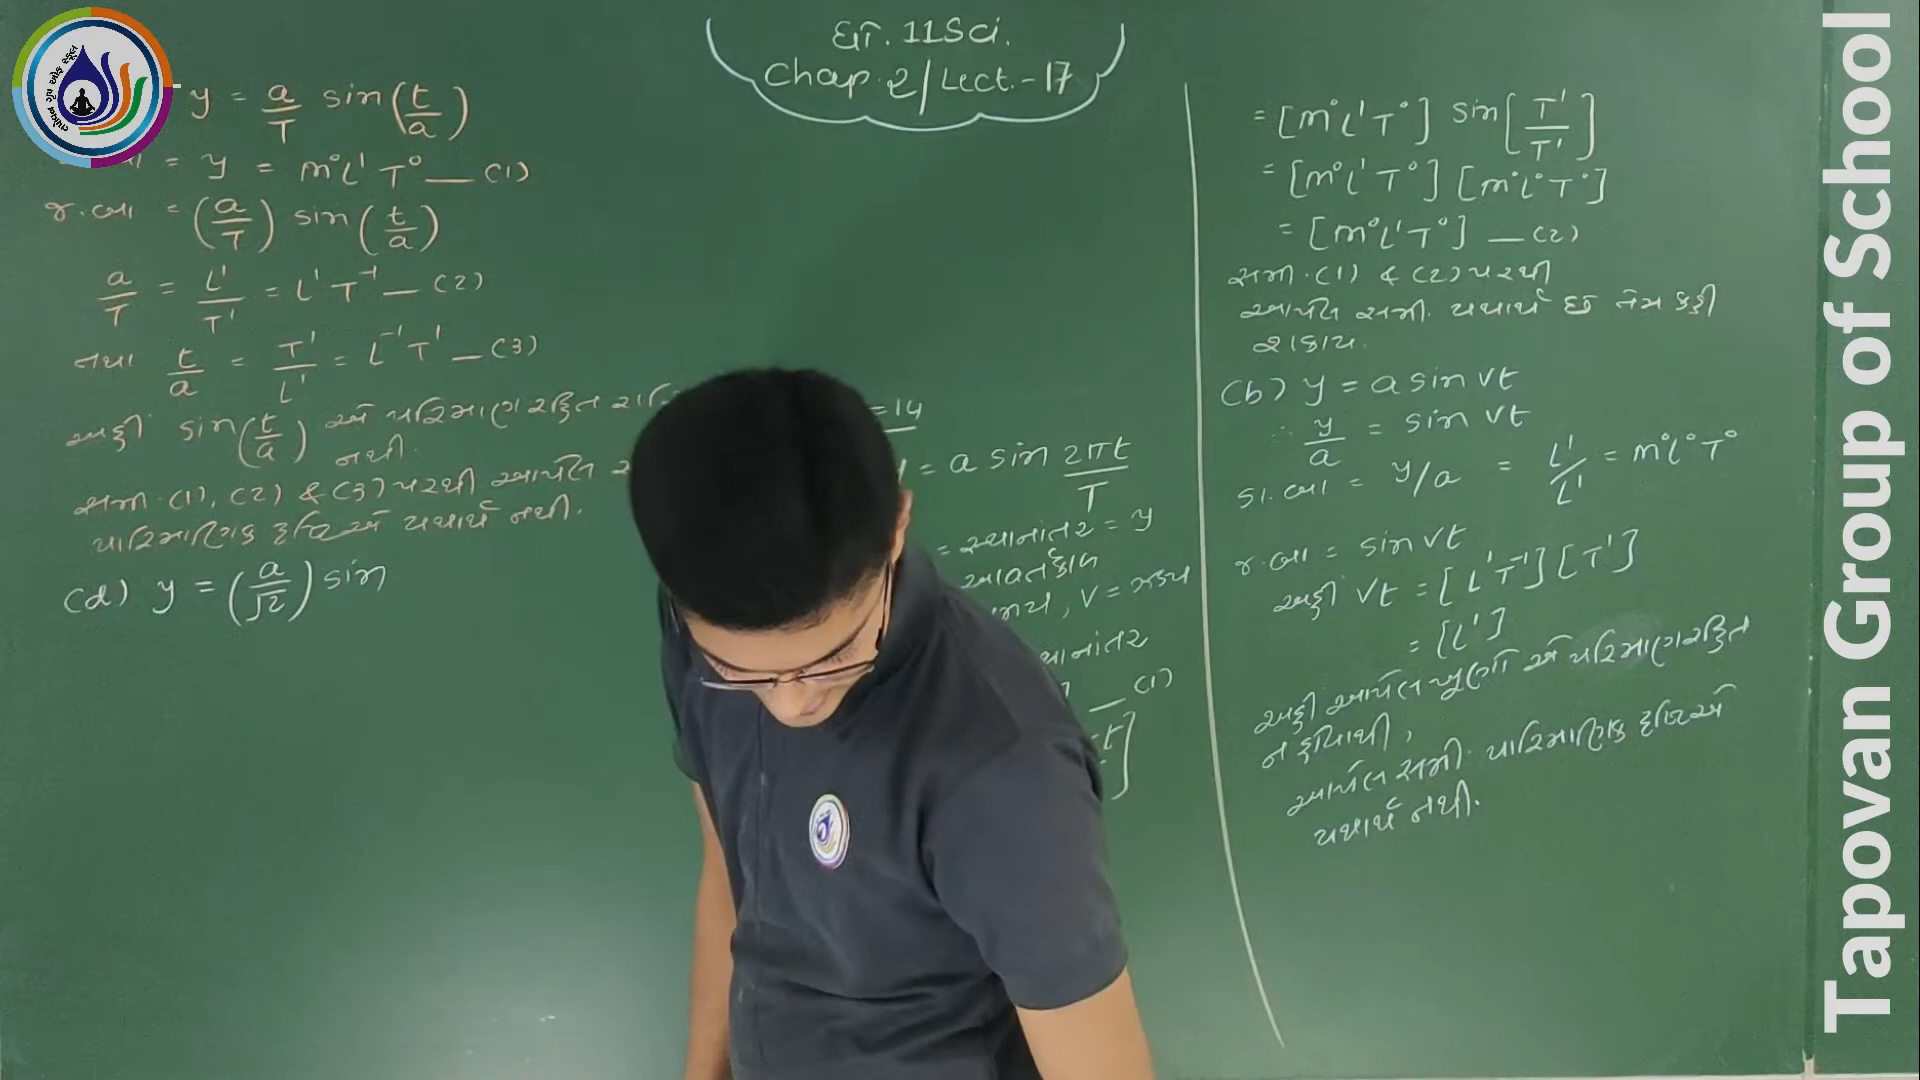 ધો. 11 Sci.
Chap. 2 / Lect. - 17
y = a/T sin(t/a)
= y = M⁰L¹T⁰ — (1)
જ.બા = (a/T) sin(t/a)
a/T = L¹/T¹ = L¹T⁻¹ — (2)
તથા t/a = T¹/L¹ = L⁻¹T¹ — (3)
અહીં sin(t/a) એ પરિમાણરહિત
નથી.
સમી. (1), (2) & (3) પરથી આપેલ
પારિમાણિક દૃષ્ટિએ યથાર્થ નથી.
(d) y = (a/√2) sin
= 14
= a sin 2πt/T
= સ્થાનાંતર = y
આવર્તકાળ
, V = ઝડપ
— (1)
= [M⁰L¹T⁰] sin[T¹/T¹]
= [M⁰L¹T⁰] [M⁰L⁰T⁰]
= [M⁰L¹T⁰] — (2)
સમી. (1) & (2) પરથી
આપેલ સમી. યથાર્થ છે તેમ કહી
શકાય.
(b) y = a sin vt
∴ y/a = sin vt
ડા.બા = y/a = L¹/L¹ = M⁰L⁰T⁰
જ.બા = sin vt
અહીં vt = [L¹T⁻¹] [T¹]
= [L¹]
અહીં આપેલ ખૂણો એ પરિમાણરહિત
ન હોવાથી,
આપેલ સમી. પારિમાણિક દૃષ્ટિએ
યથાર્થ નથી.
Tapovan Group of School